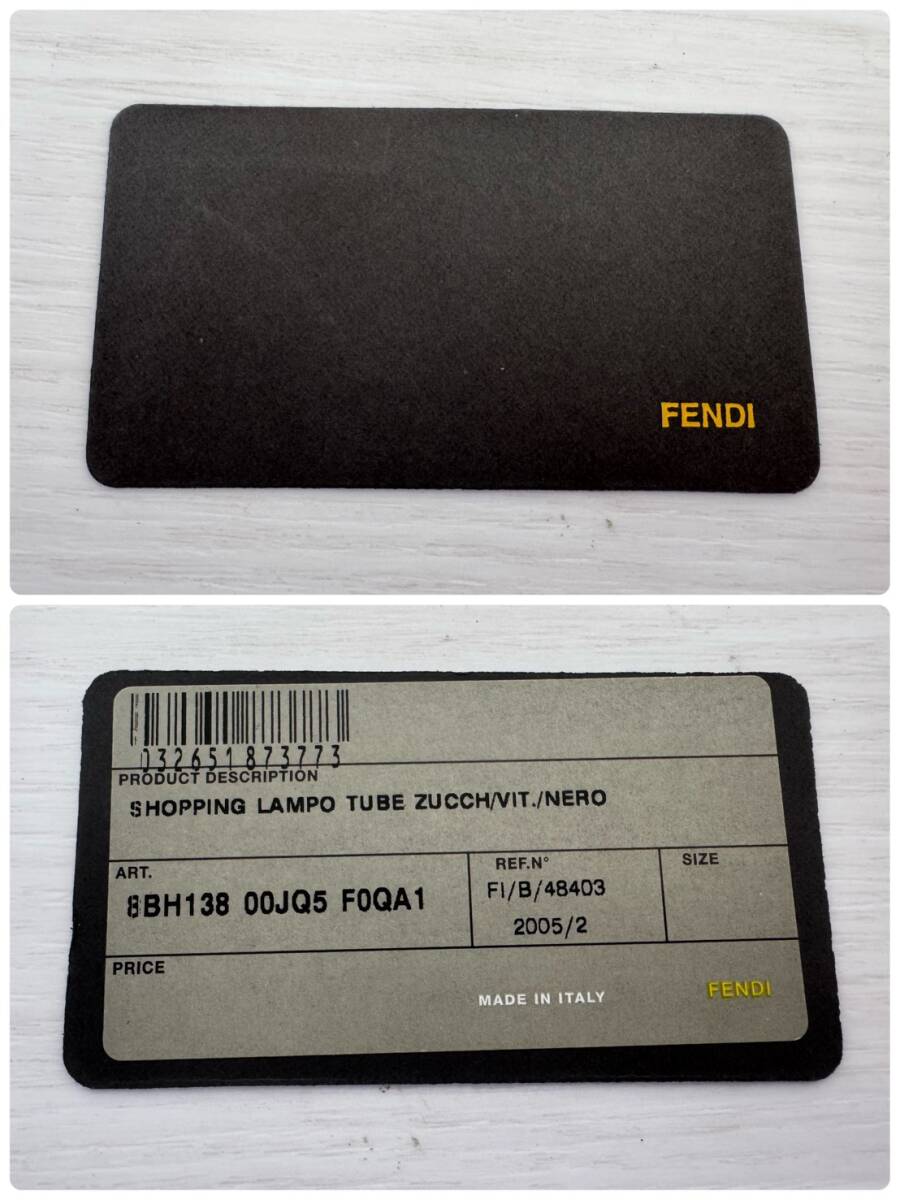 FENDI
032651873773
PRODUCT DESCRIPTION
SHOPPING LAMPO TUBE ZUCCH/VIT./NERO
ART.
8BH138 00JQ5 F0QA1
REF.N°
FI/B/48403
2005/2
SIZE
PRICE
MADE IN ITALY
FENDI